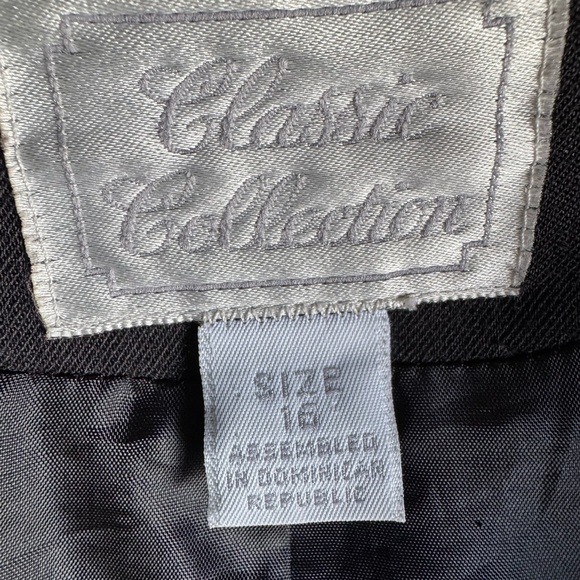 Classic
Collection
SIZE
16
ASSEMBLED
IN DOMINICAN
REPUBLIC